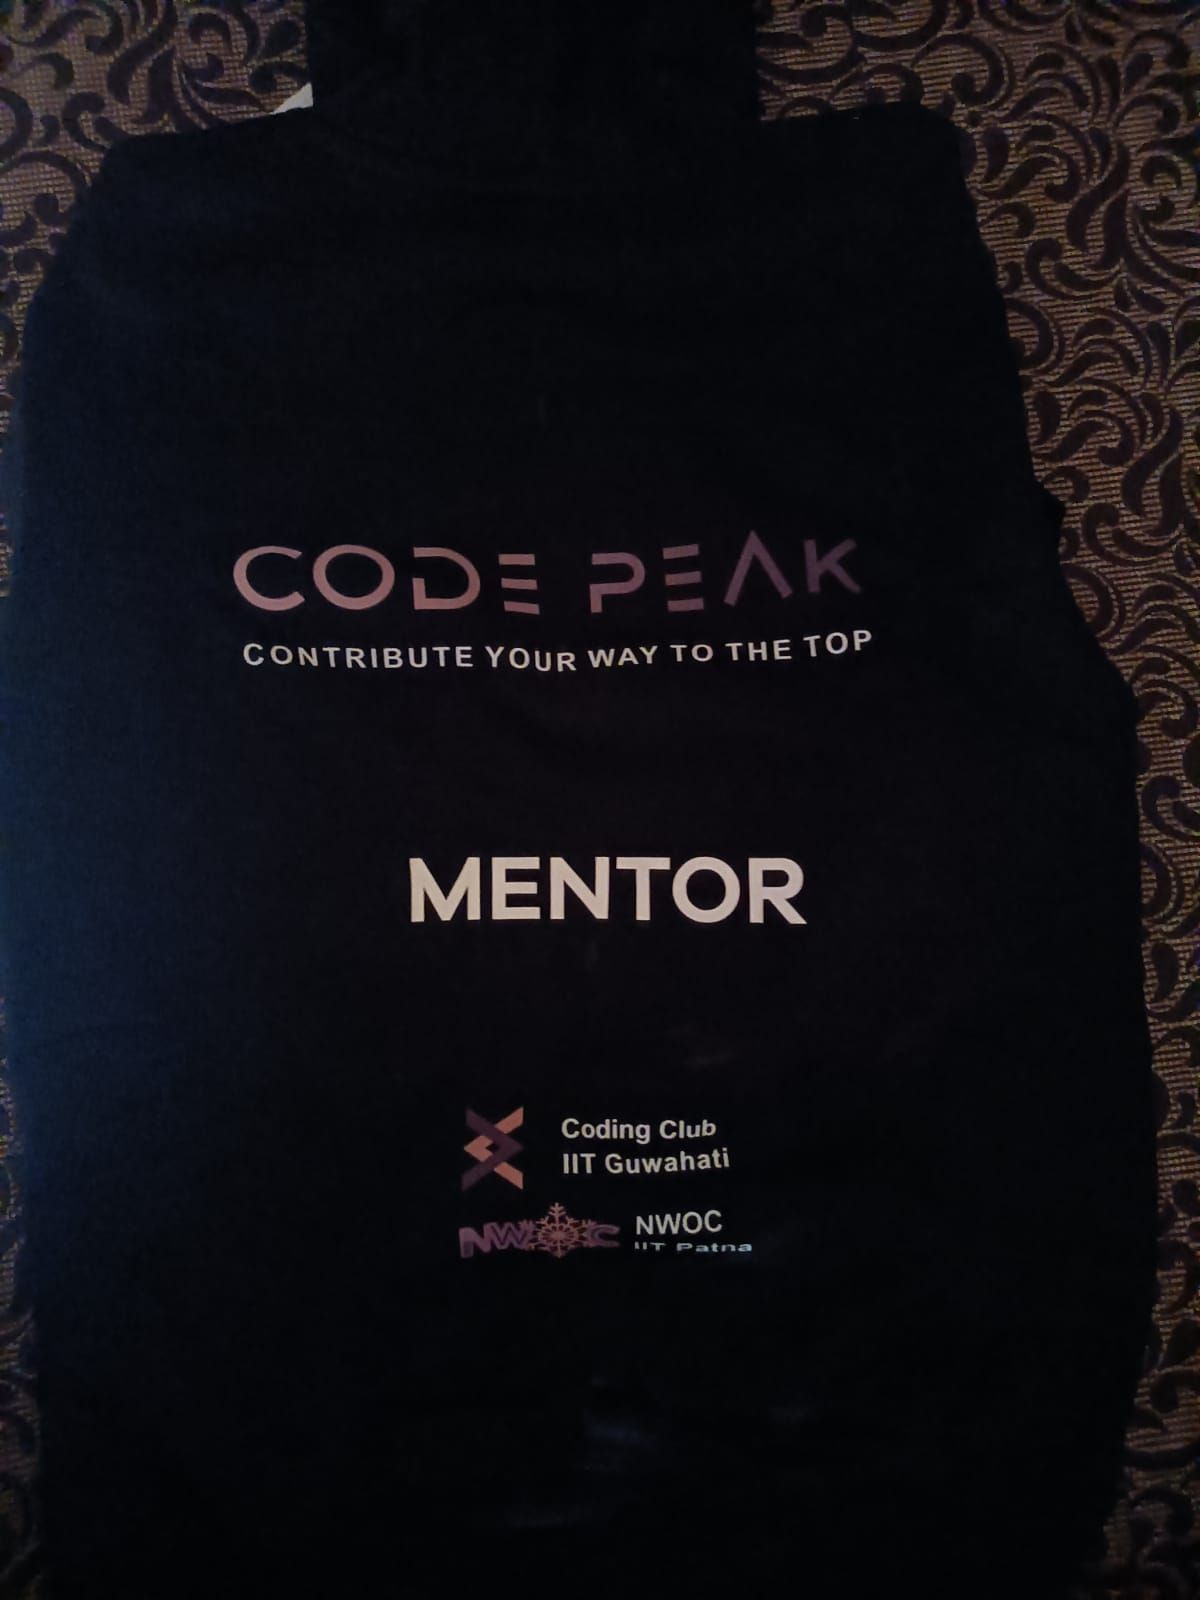 CODE PEAK
CONTRIBUTE YOUR WAY TO THE TOP
MENTOR
Coding Club
IIT Guwahati
NWOC NWOC
IIT Patna